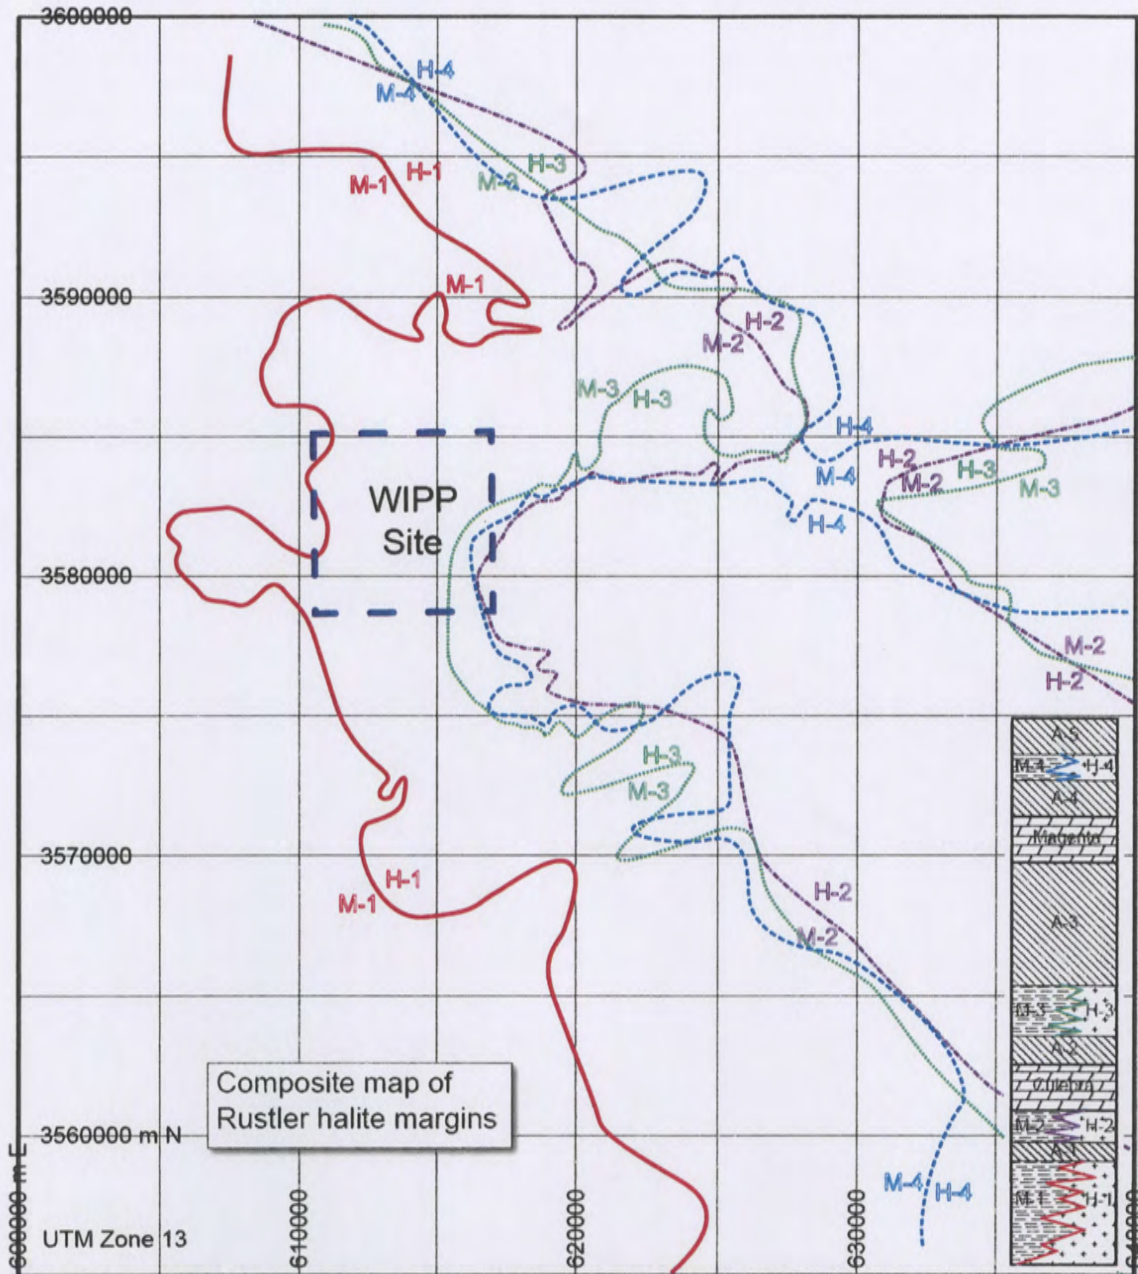 3600000
H-4
M-4
H-3
M-3
H-1
M-1
M-1
3590000
H-2
M-2
M-3
H-3
H-4
M-4
H-2
M-2
H-3
M-3
WIPP
Site
H-4
3580000
M-2
H-2
H-3
M-3
A-5
M-4
H-4
A-4
Magenta
3570000
H-1
M-1
H-2
M-2
A-3
M-3
H-3
A-2
Culebra
Composite map of
Rustler halite margins
3560000 m N
M-2
H-2
A-1
M-4
H-4
M-1
H-1
UTM Zone 13
600000 m E
610000
620000
630000